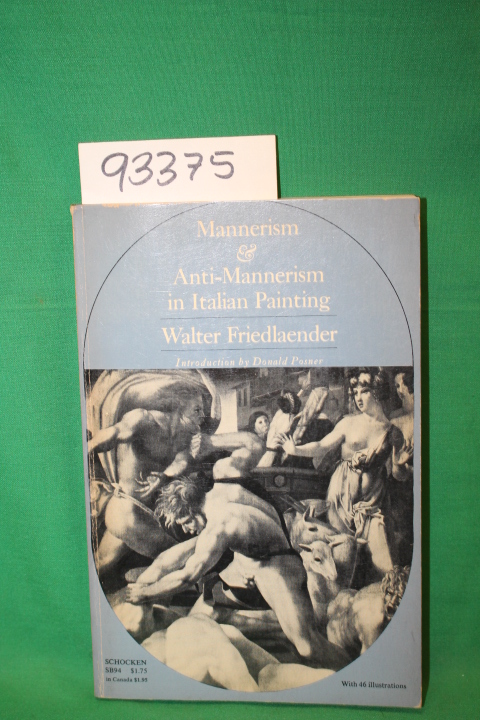 93375
Mannerism
&
Anti-Mannerism
in Italian Painting
Walter Friedlaender
Introduction by Donald Posner
SCHOCKEN
SB94 $1.75
in Canada $1.95
With 46 illustrations